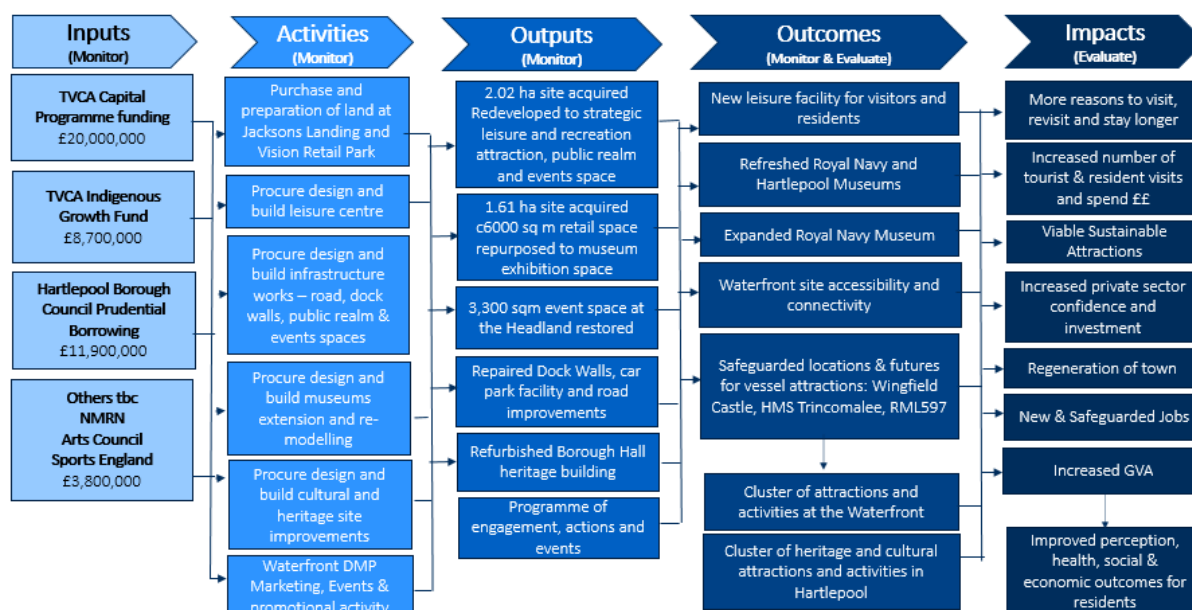 Inputs
(Monitor)
TVCA Capital
Programme funding
£20,000,000
TVCA Indigenous
Growth Fund
£8,700,000
Hartlepool Borough
Council Prudential
Borrowing
£11,900,000
Others tbc
NMRN
Arts Council
Sports England
£3,800,000
Activities
(Monitor)
Purchase and
preparation of land at
Jacksons Landing and
Vision Retail Park
Procure design and
build leisure centre
Procure design and
build infrastructure
works – road, dock
walls, public realm &
events spaces
Procure design and
build museums
extension and re-
modelling
Procure design and
build cultural and
heritage site
improvements
Waterfront DMP
Marketing, Events &
promotional activity
Outputs
(Monitor)
2.02 ha site acquired
Redeveloped to strategic
leisure and recreation
attraction, public realm
and events space
1.61 ha site acquired
c6000 sq m retail space
repurposed to museum
exhibition space
3,300 sqm event space at
the Headland restored
Repaired Dock Walls, car
park facility and road
improvements
Refurbished Borough Hall
heritage building
Programme of
engagement, actions and
events
Outcomes
(Monitor & Evaluate)
New leisure facility for visitors and
residents
Refreshed Royal Navy and
Hartlepool Museums
Expanded Royal Navy Museum
Waterfront site accessibility and
connectivity
Safeguarded locations & futures
for vessel attractions: Wingfield
Castle, HMS Trincomalee, RML597
Cluster of attractions and
activities at the Waterfront
Cluster of heritage and cultural
attractions and activities in
Hartlepool
Impacts
(Evaluate)
More reasons to visit,
revisit and stay longer
Increased number of
tourist & resident visits
and spend ££
Viable Sustainable
Attractions
Increased private sector
confidence and
investment
Regeneration of town
New & Safeguarded Jobs
Increased GVA
Improved perception,
health, social &
economic outcomes for
residents